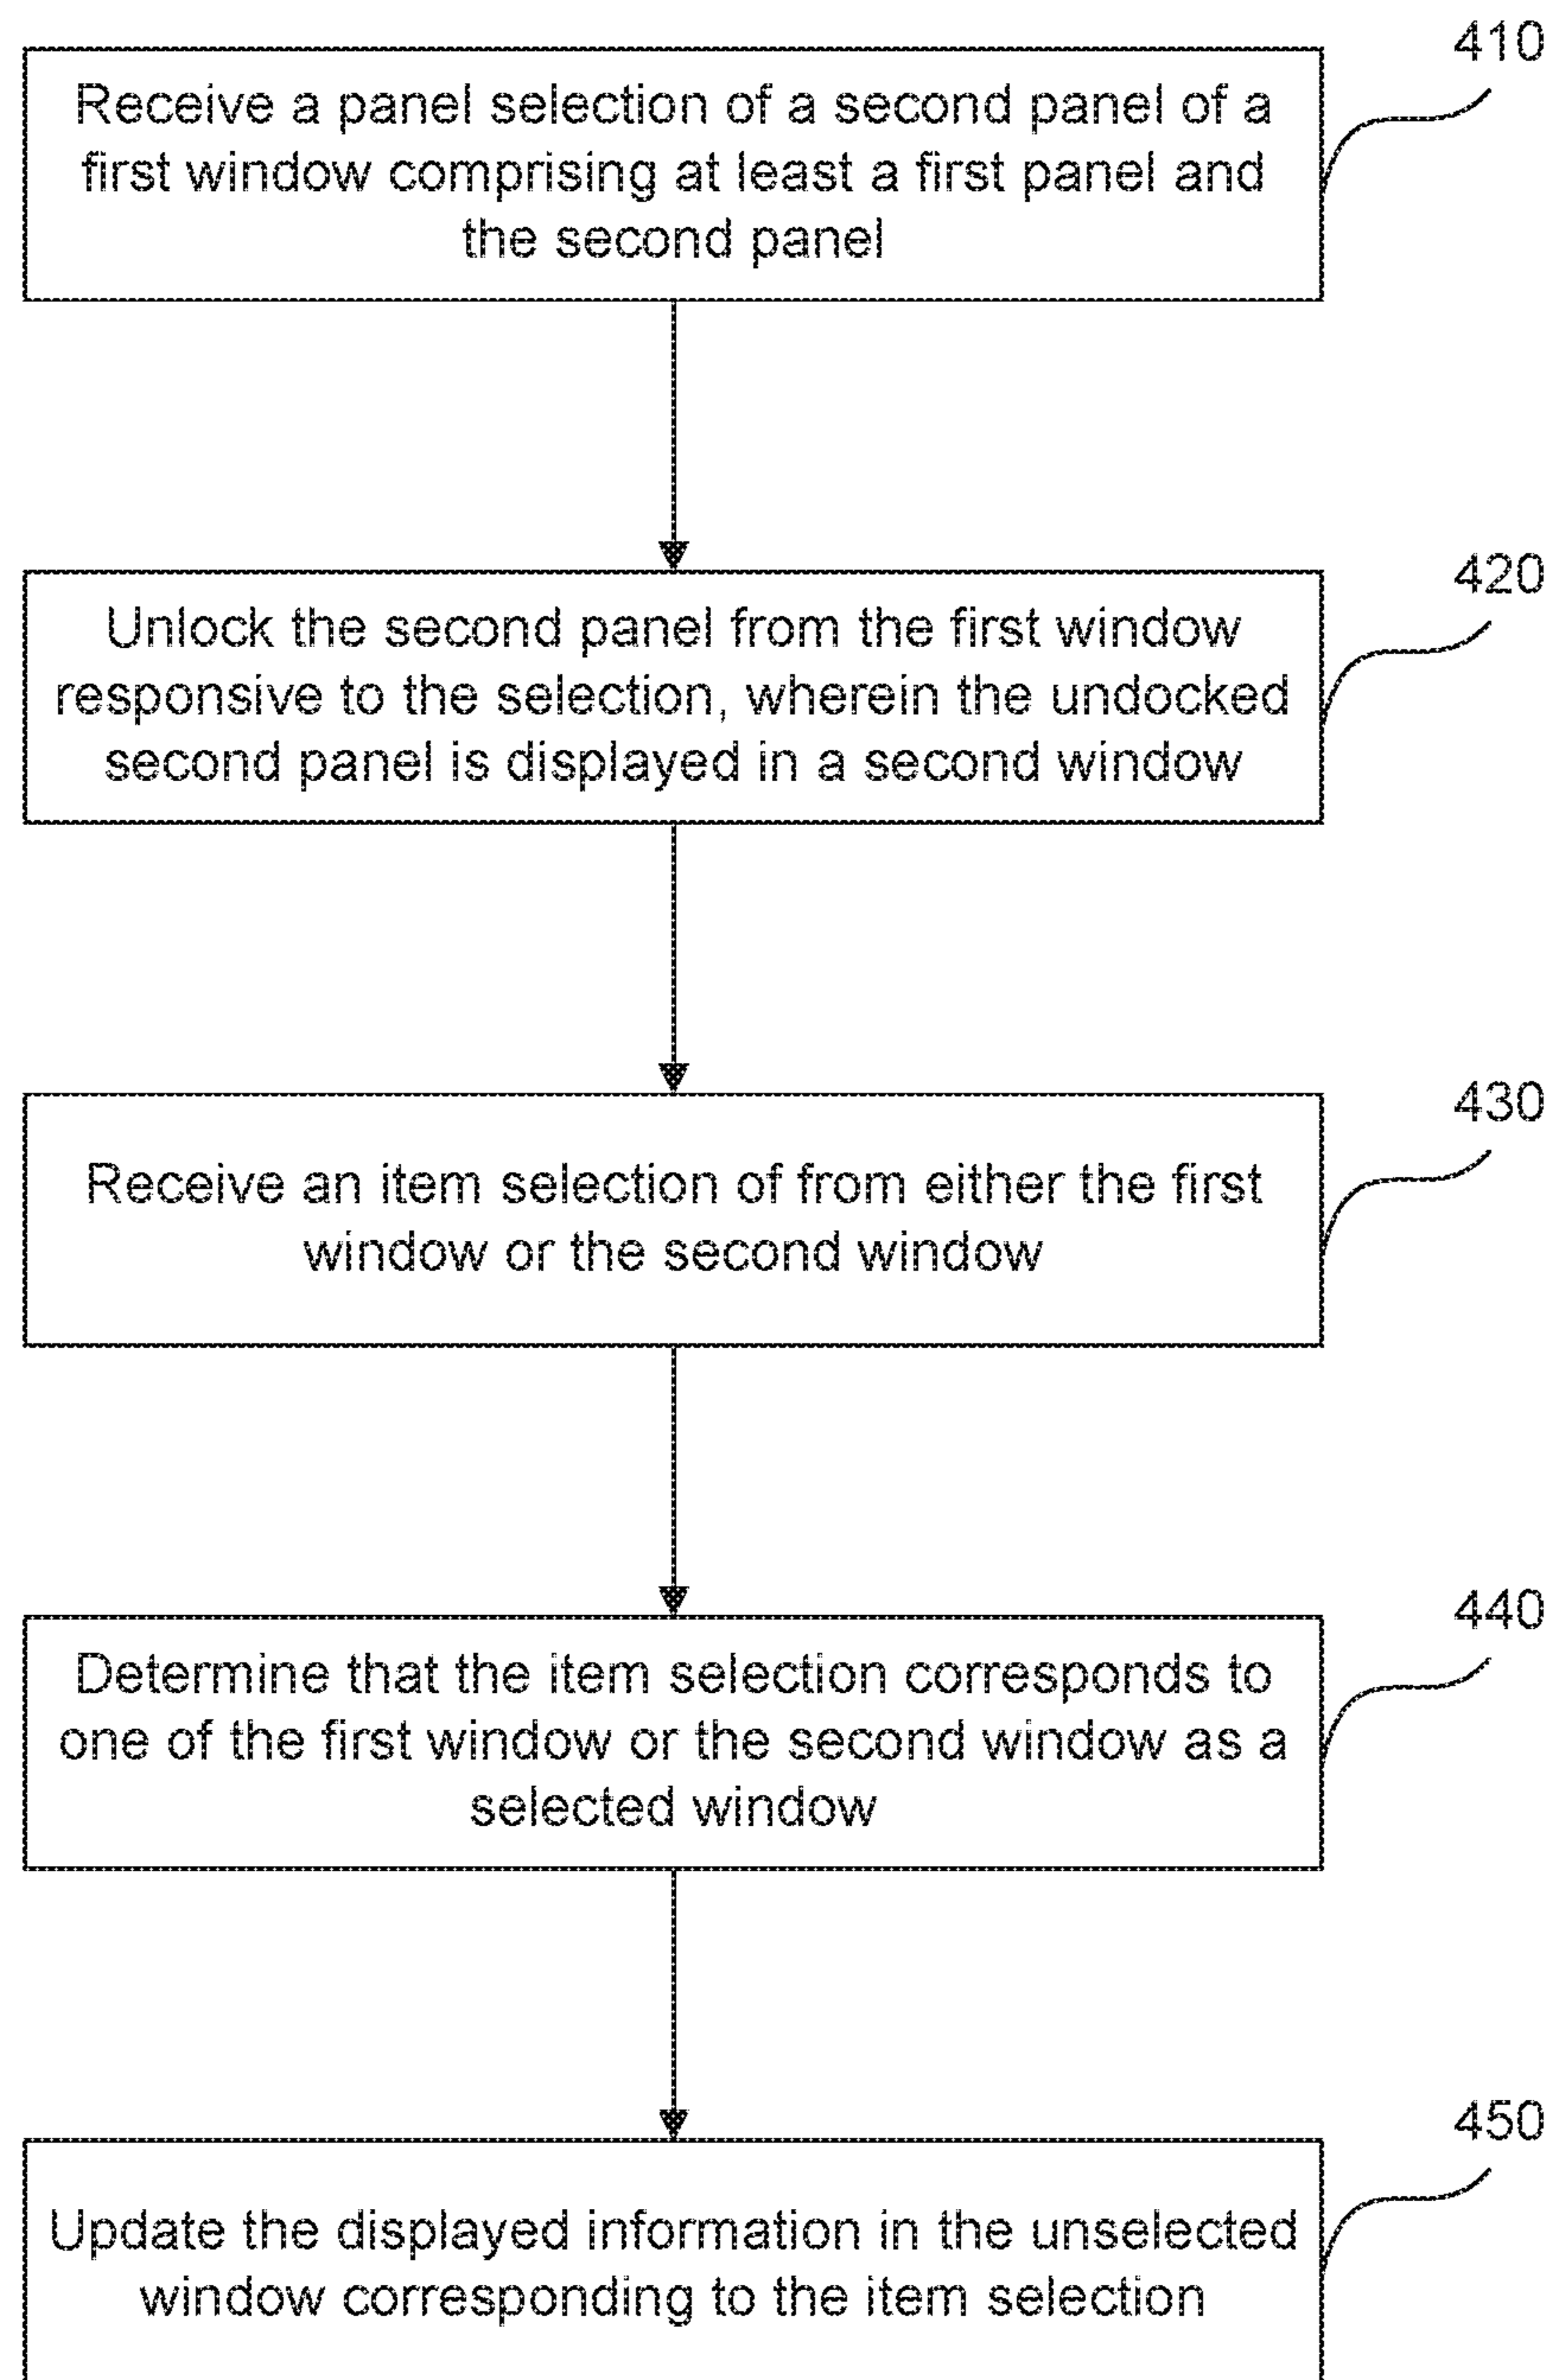 410
Receive a panel selection of a second panel of a
first window comprising at least a first panel and
the second panel
420
Unlock the second panel from the first window
responsive to the selection, wherein the undocked
second panel is displayed in a second window
430
Receive an item selection of from either the first
window or the second window
440
Determine that the item selection corresponds to
one of the first window or the second window as a
selected window
450
Update the displayed information in the unselected
window corresponding to the item selection